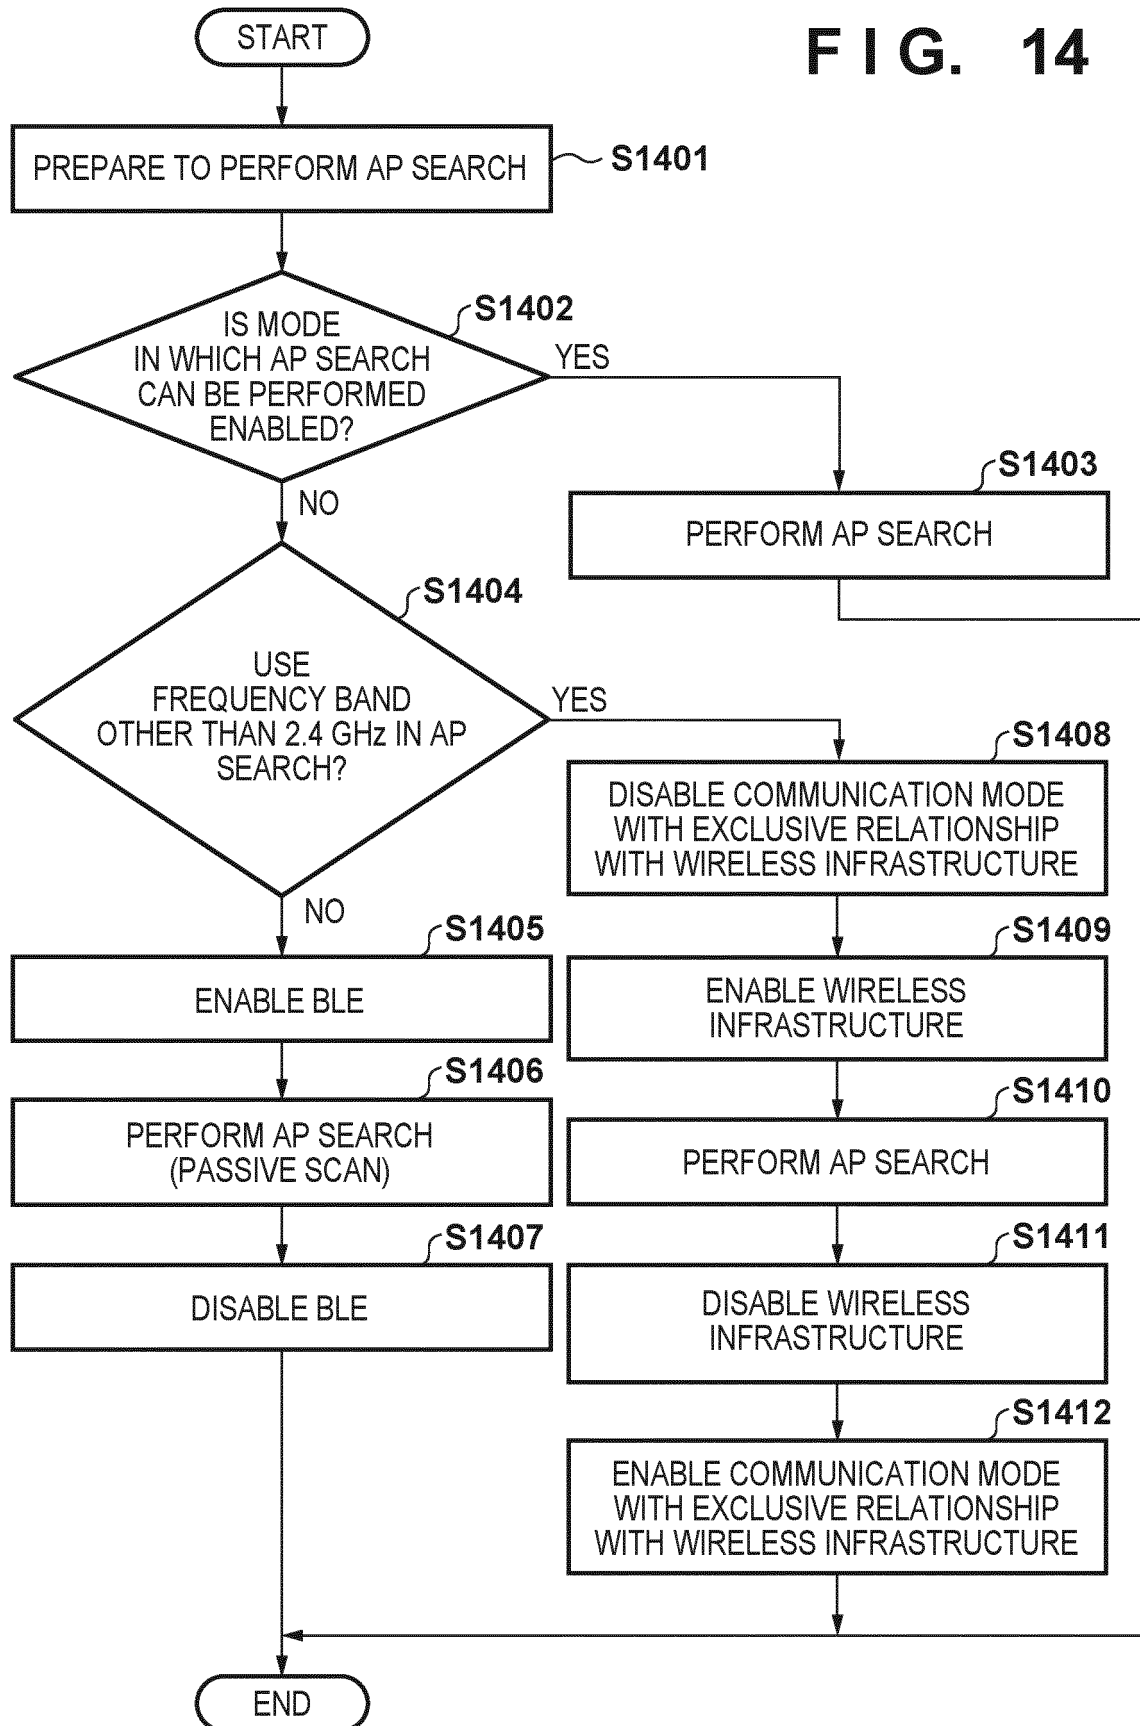 START
FIG. 14
PREPARE TO PERFORM AP SEARCH
S1401
S1402
IS MODE
IN WHICH AP SEARCH
CAN BE PERFORMED
ENABLED?
YES
NO
S1403
PERFORM AP SEARCH
S1404
USE
FREQUENCY BAND
OTHER THAN 2.4 GHz IN AP
SEARCH?
YES
NO
S1408
DISABLE COMMUNICATION MODE
WITH EXCLUSIVE RELATIONSHIP
WITH WIRELESS INFRASTRUCTURE
S1405
ENABLE BLE
S1409
ENABLE WIRELESS
INFRASTRUCTURE
S1406
PERFORM AP SEARCH
(PASSIVE SCAN)
S1410
PERFORM AP SEARCH
S1407
DISABLE BLE
S1411
DISABLE WIRELESS
INFRASTRUCTURE
S1412
ENABLE COMMUNICATION MODE
WITH EXCLUSIVE RELATIONSHIP
WITH WIRELESS INFRASTRUCTURE
END